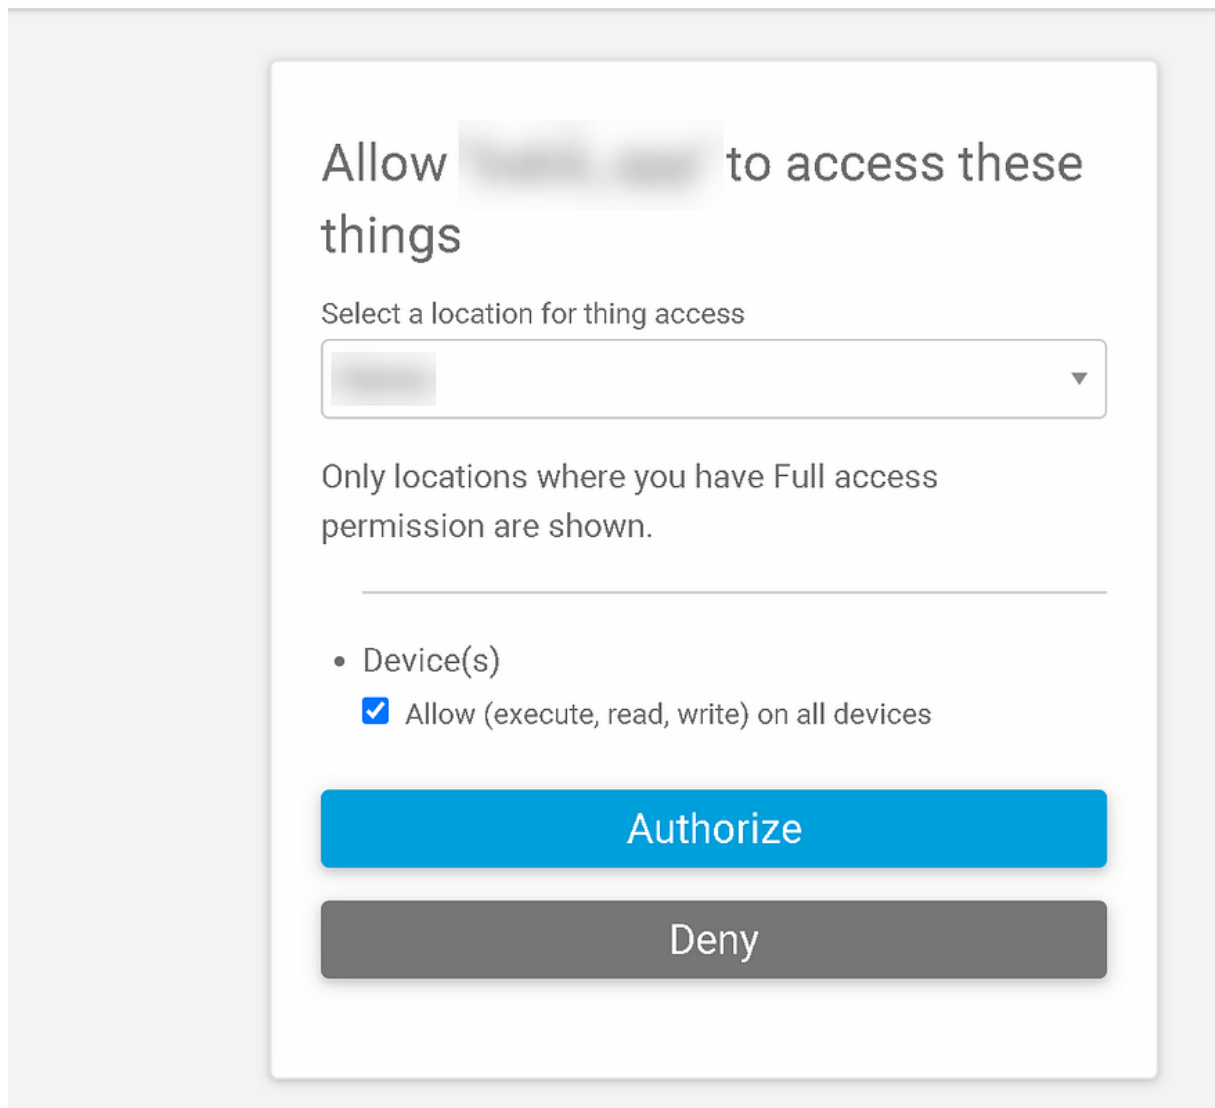 Allow to access these
things
Select a location for thing access
Only locations where you have Full access
permission are shown.
Device(s)
Allow (execute, read, write) on all devices
Authorize
Deny